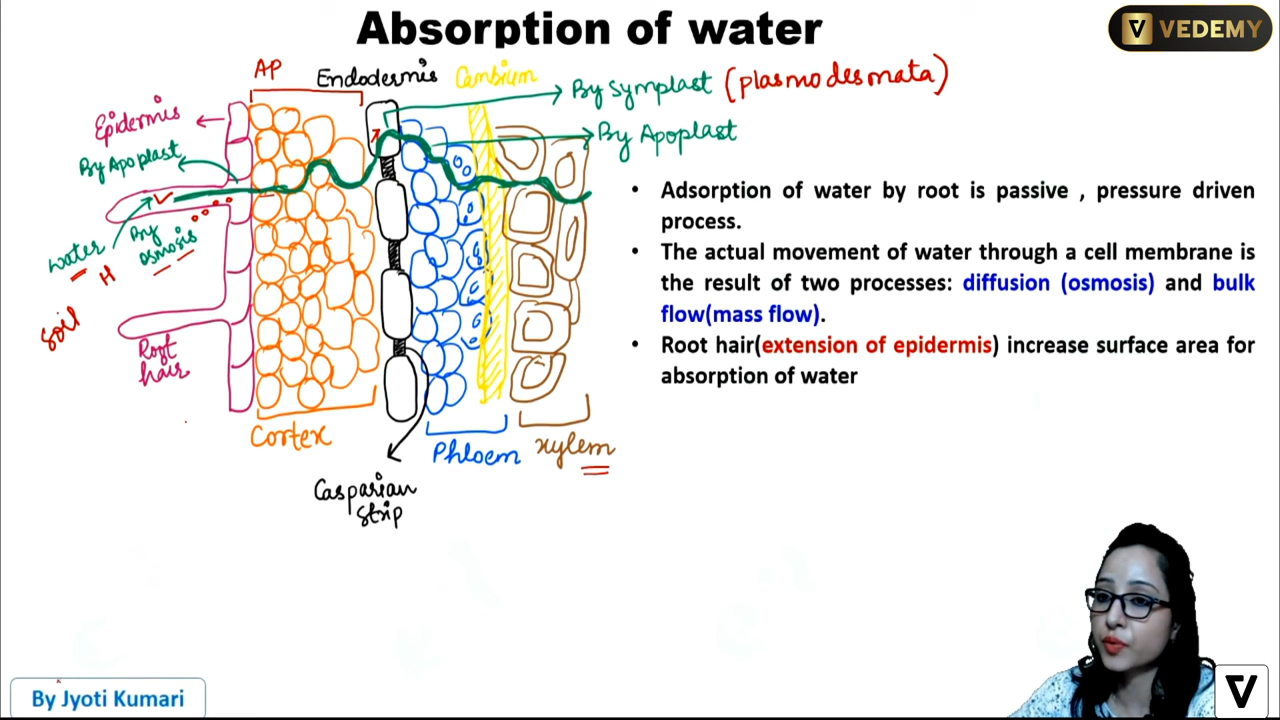 Absorption of water
VEDEMY
AP
Endodermis
Cambium
By Symplast (plasmodesmata)
Epidermis
By Apoplast
By Apoplast
water
By
osmosis
H
Soil
Root
hair
Cortex
Phloem
xylem
Casparian
strip
• Adsorption of water by root is passive , pressure driven
process.
• The actual movement of water through a cell membrane is
the result of two processes: diffusion (osmosis) and bulk
flow(mass flow).
• Root hair(extension of epidermis) increase surface area for
absorption of water
By Jyoti Kumari